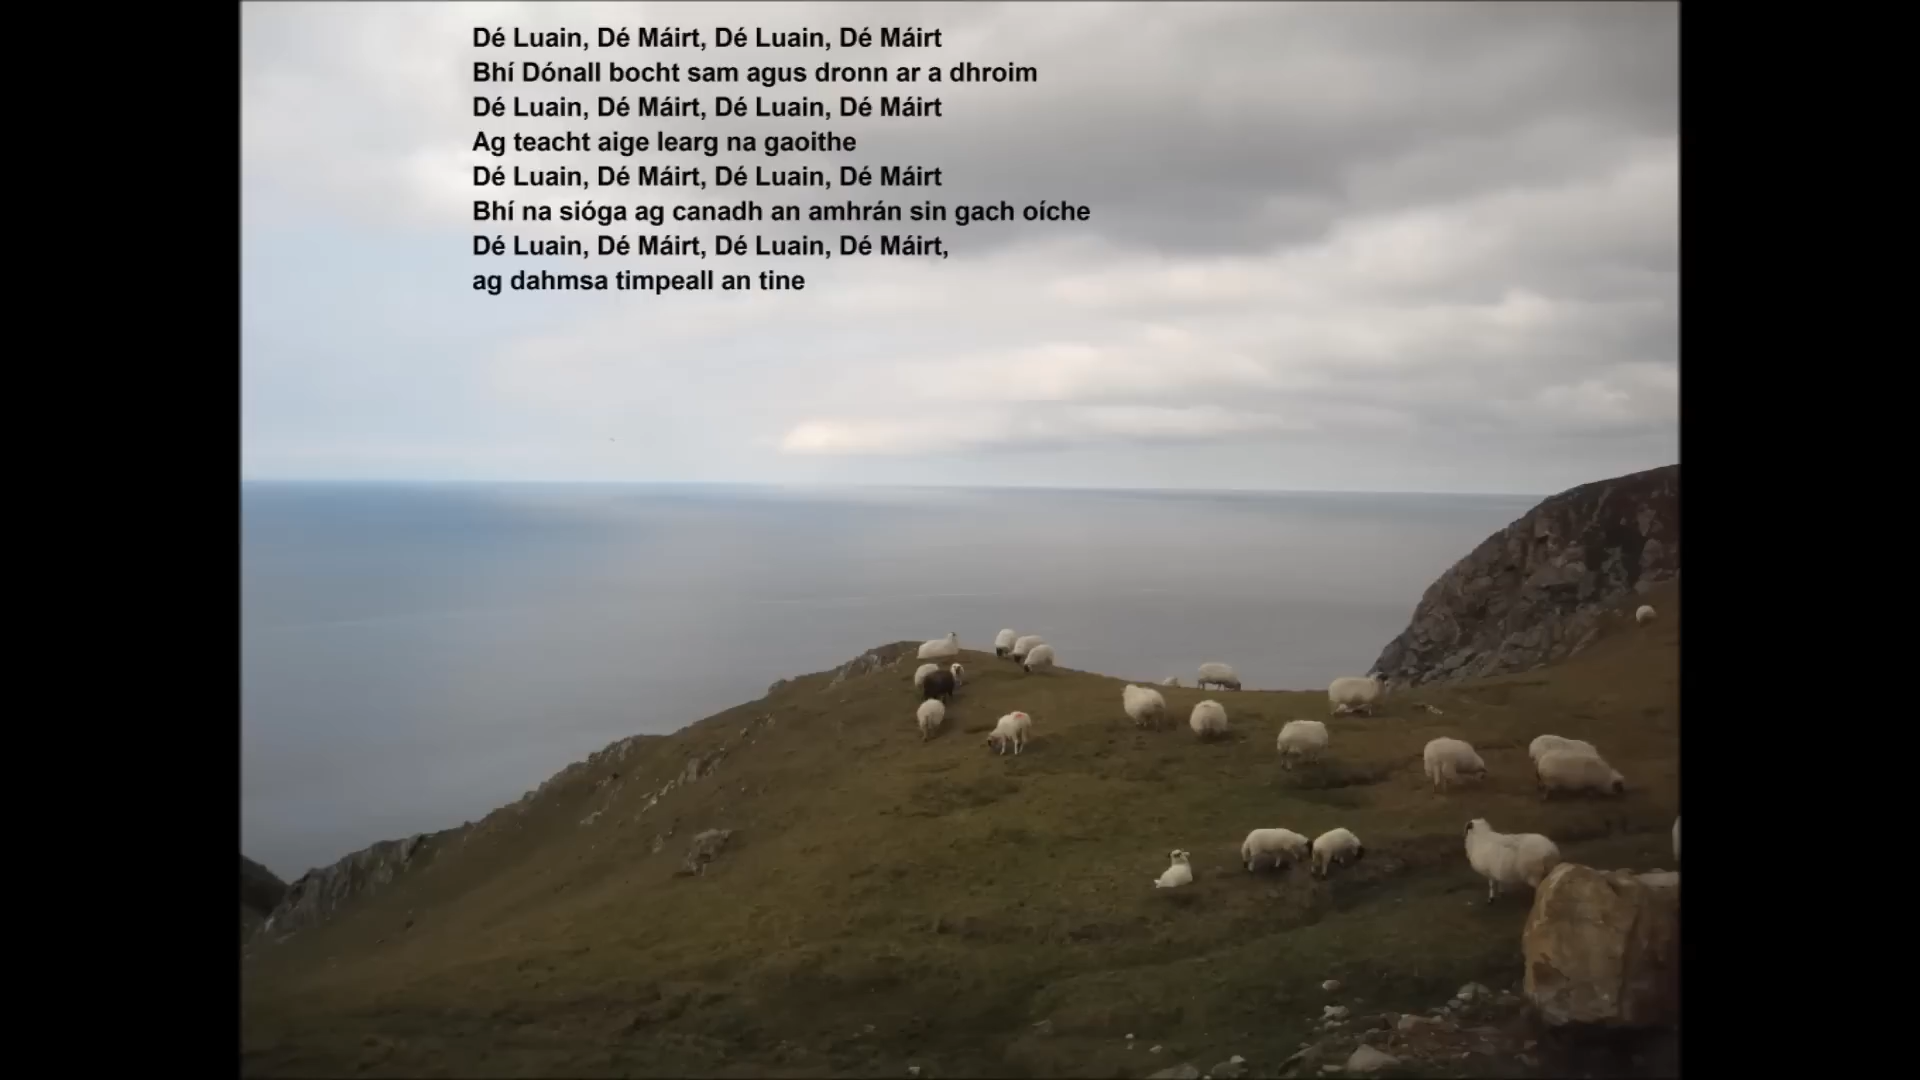 Dé Luain, Dé Máirt, Dé Luain, Dé Máirt
Bhí Dónall bocht sam agus dronn ar a dhroim
Dé Luain, Dé Máirt, Dé Luain, Dé Máirt
Ag teacht aige learg na gaoithe
Dé Luain, Dé Máirt, Dé Luain, Dé Máirt
Bhí na sióga ag canadh an amhrán sin gach oíche
Dé Luain, Dé Máirt, Dé Luain, Dé Máirt,
ag dahmsa timpeall an tine